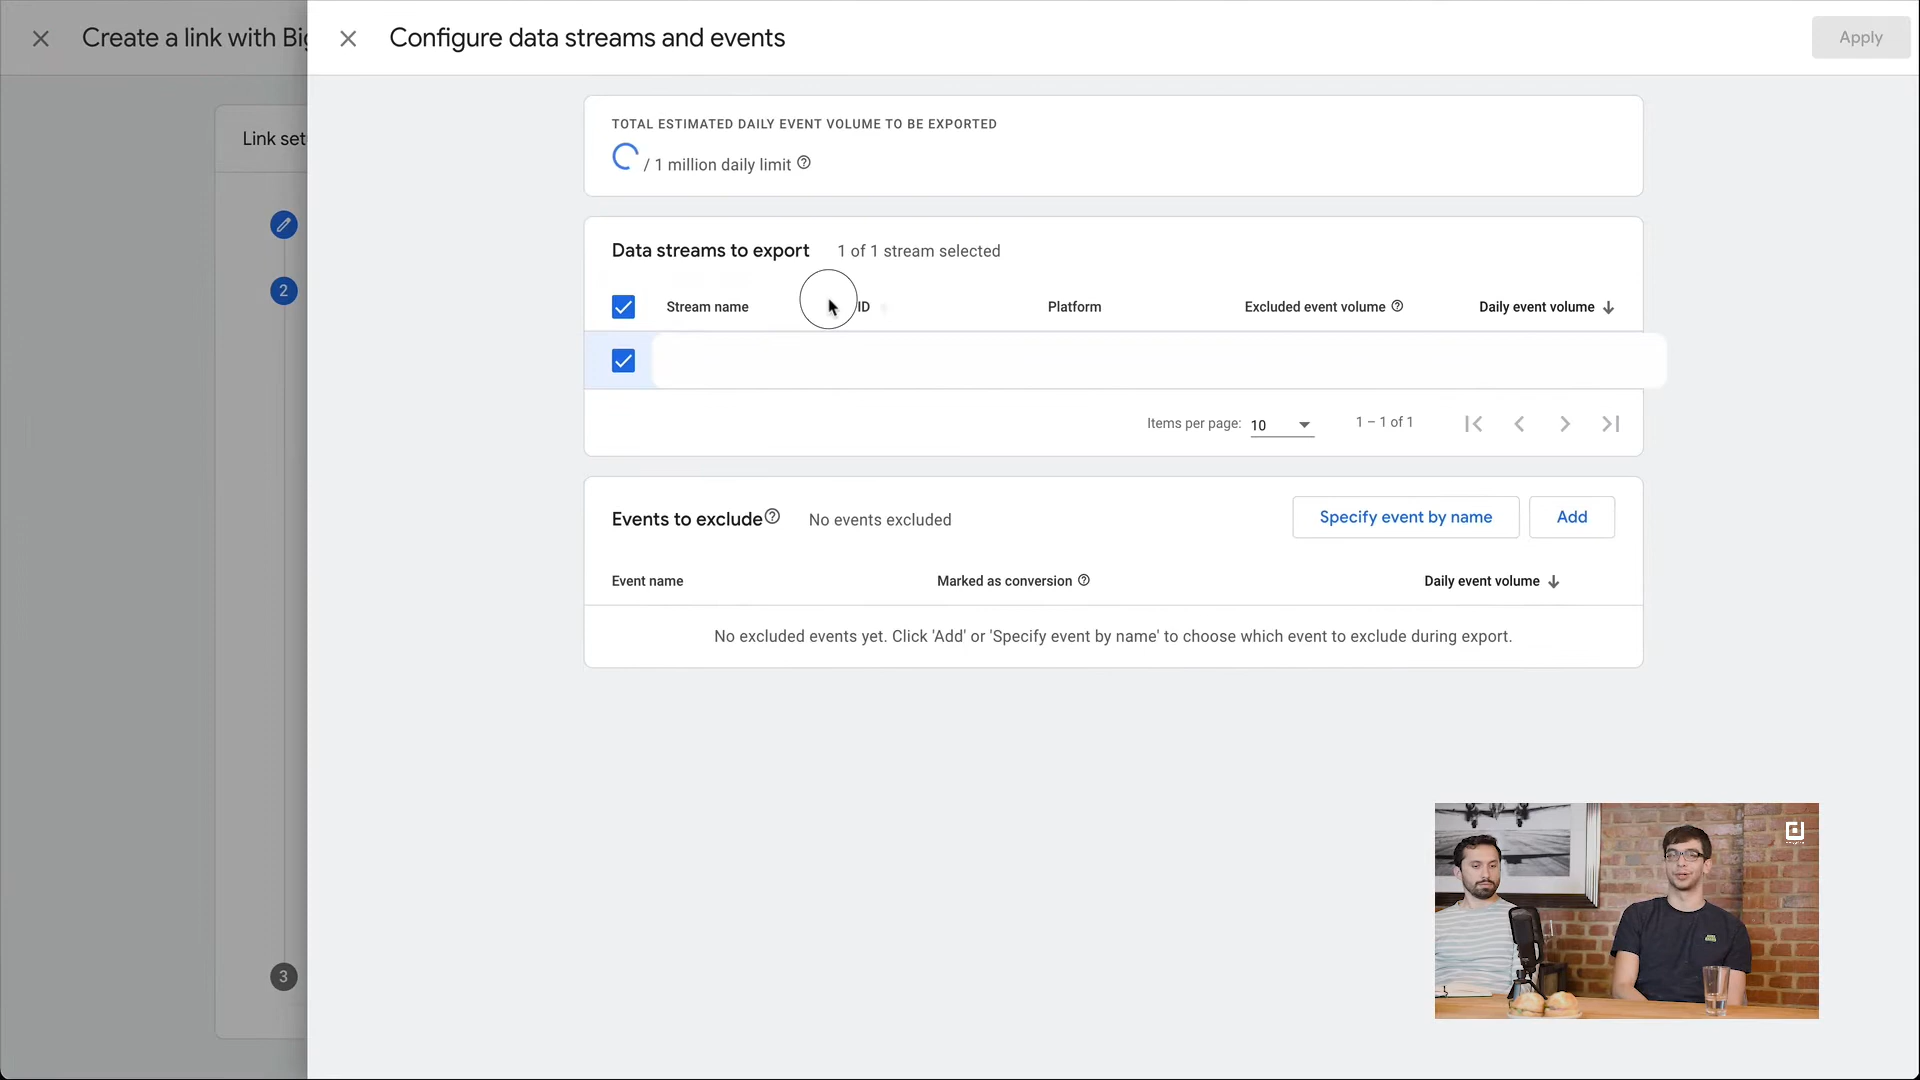 Create a link with Big
Configure data streams and events
Apply
Link set
2
3
TOTAL ESTIMATED DAILY EVENT VOLUME TO BE EXPORTED
/ 1 million daily limit
Data streams to export 1 of 1 stream selected
Stream name ID Platform Excluded event volume Daily event volume
Items per page: 10 1 – 1 of 1
Events to exclude No events excluded Specify event by name Add
Event name Marked as conversion Daily event volume
No excluded events yet. Click 'Add' or 'Specify event by name' to choose which event to exclude during export.